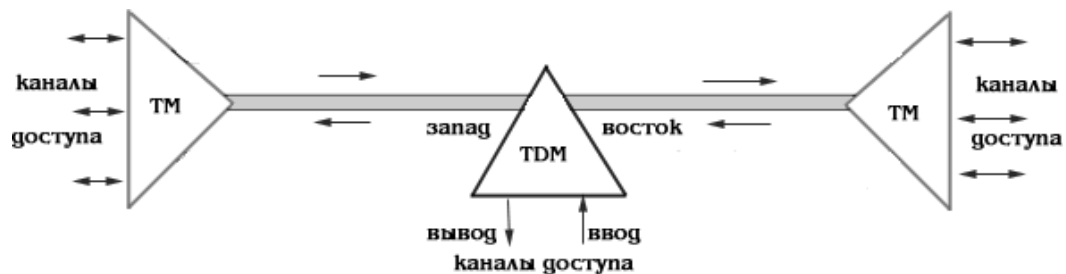 каналы
доступа
TM
запад
восток
TDM
вывод
ввод
каналы доступа
TM
каналы
доступа